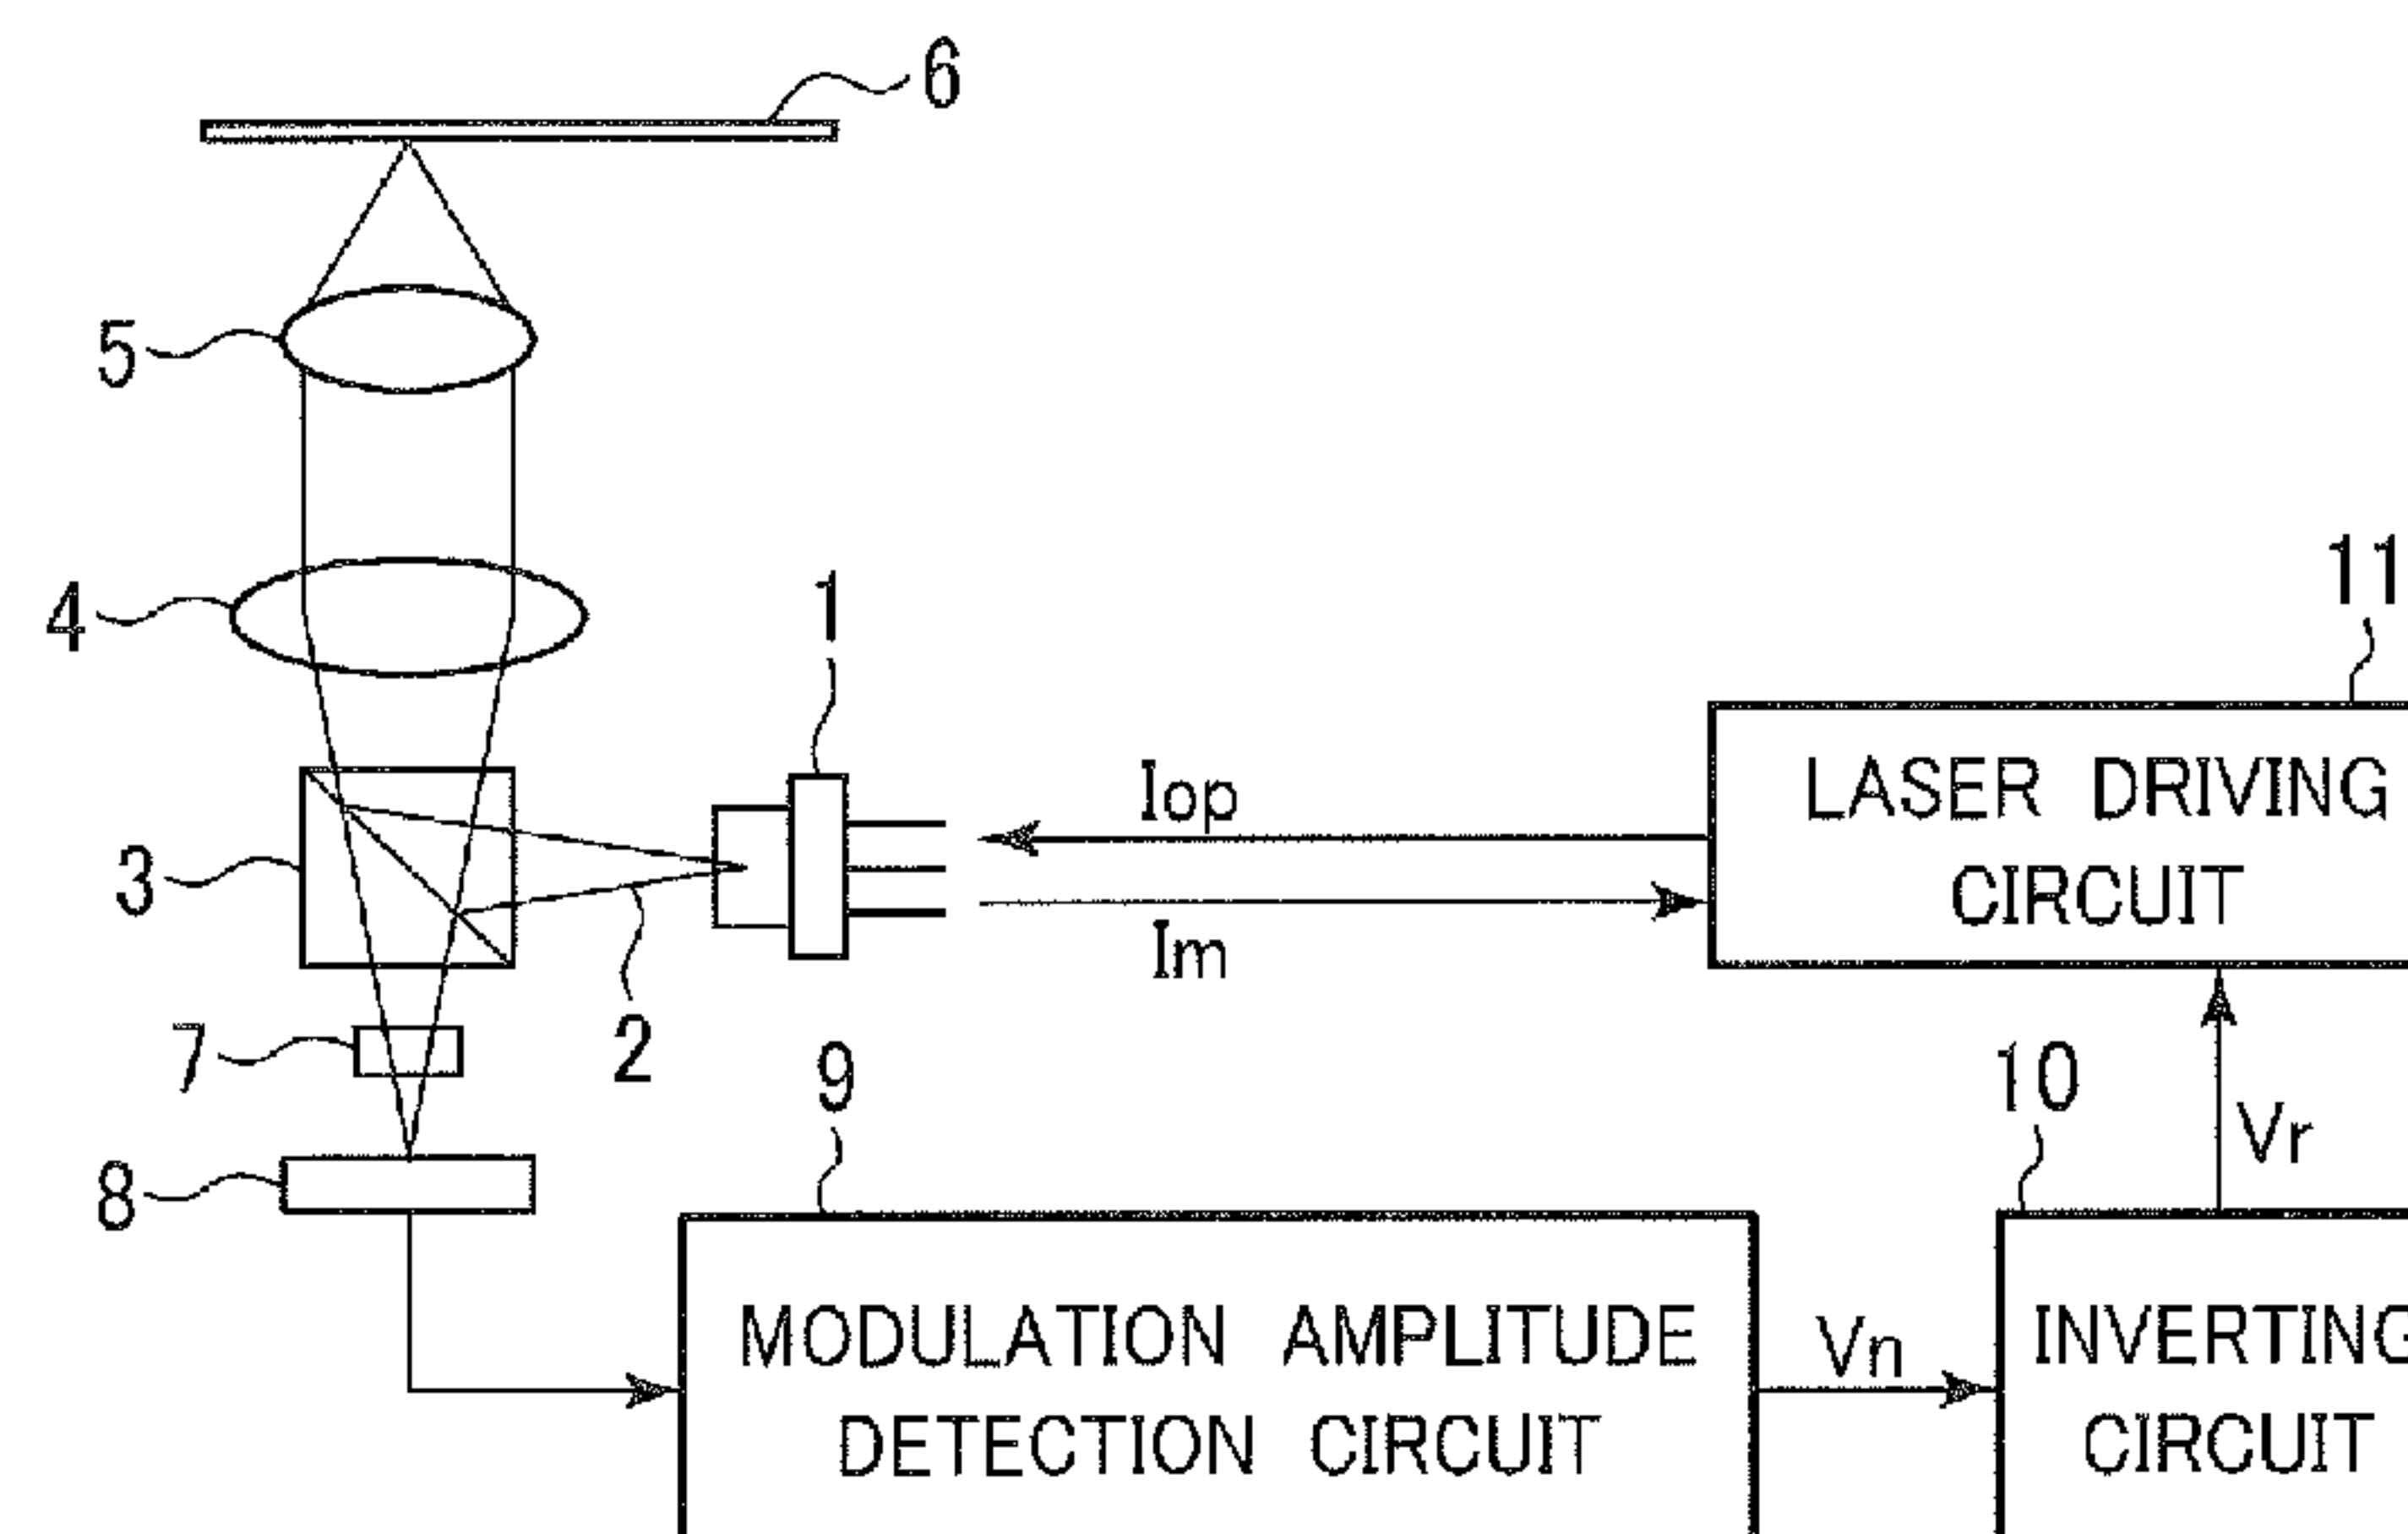 6
5
4
1
11
Iop
LASER DRIVING
CIRCUIT
3
Im
7
2
9
10
Vr
8
MODULATION AMPLITUDE
DETECTION CIRCUIT
Vn
INVERTING
CIRCUIT